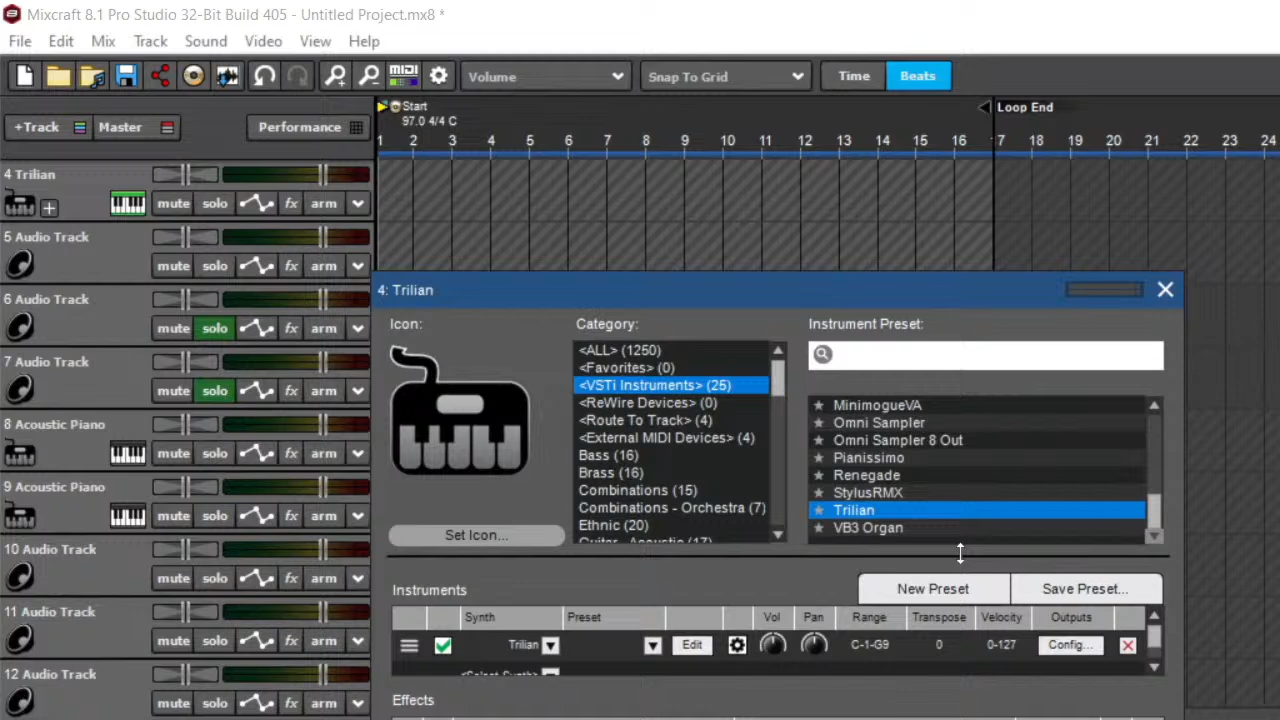 Mixcraft 8.1 Pro Studio 32-Bit Build 405 - Untitled Project.mx8 *
File Edit Mix Track Sound Video View Help
MIDI Volume Snap To Grid Time Beats
Start Loop End
97.0 4/4 C
+Track Master Performance
1 2 3 4 5 6 7 8 9 10 11 12 13 14 15 16 17 18 19 20 21 22 23 24
4 Trilian
mute solo fx arm
5 Audio Track
mute solo fx arm
6 Audio Track
mute solo fx arm
7 Audio Track
mute solo fx arm
8 Acoustic Piano
mute solo fx arm
9 Acoustic Piano
mute solo fx arm
10 Audio Track
mute solo fx arm
11 Audio Track
mute solo fx arm
12 Audio Track
mute solo fx arm
4: Trilian
Icon:
Set Icon...
Category:
<ALL> (1250)
<Favorites> (0)
<VSTi Instruments> (25)
<ReWire Devices> (0)
<Route To Track> (4)
<External MIDI Devices> (4)
Bass (16)
Brass (16)
Combinations (15)
Combinations - Orchestra (7)
Ethnic (20)
Guitar - Acoustic (17)
Instrument Preset:
MinimogueVA
Omni Sampler
Omni Sampler 8 Out
Pianissimo
Renegade
StylusRMX
Trilian
VB3 Organ
New Preset Save Preset...
Instruments
Synth Preset Vol Pan Range Transpose Velocity Outputs
Trilian Edit C-1-G9 0 0-127 Config...
<Select Synth>
Effects